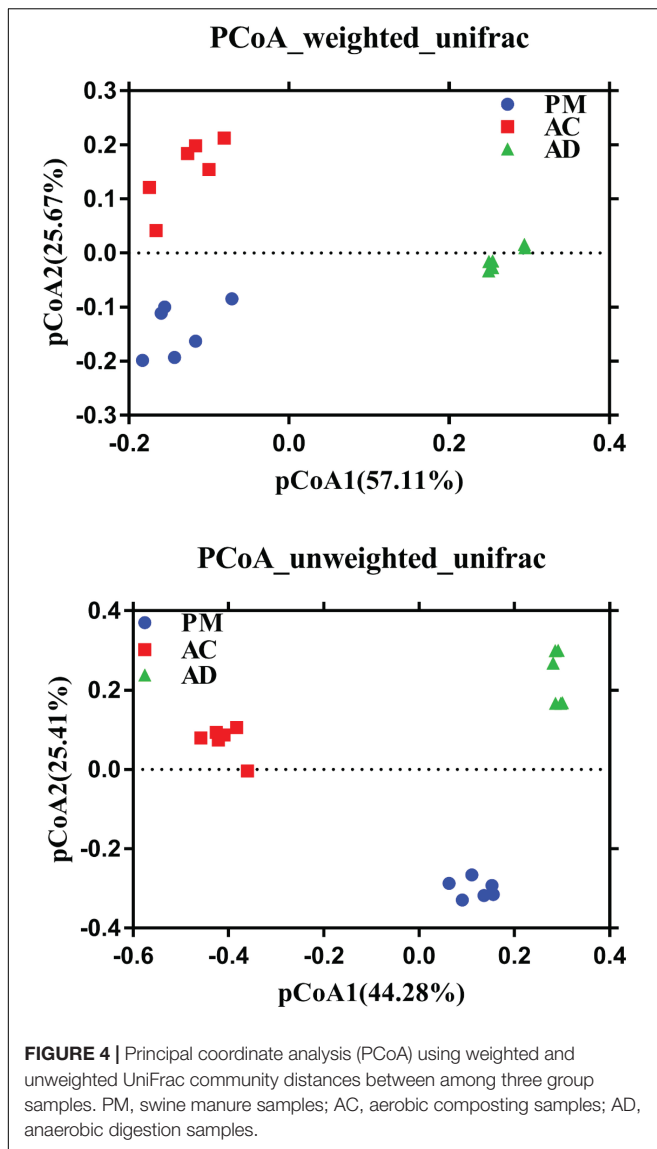 PCoA_weighted_unifrac
PM
AC
AD
0.3
0.2
0.1
0.0
-0.1
-0.2
-0.3
pCoA2(25.67%)
-0.2 0.0 0.2 0.4
pCoA1(57.11%)
PCoA_unweighted_unifrac
PM
AC
AD
0.4
0.2
0.0
-0.2
-0.4
pCoA2(25.41%)
-0.6 -0.4 -0.2 0.0 0.2 0.4
pCoA1(44.28%)
FIGURE 4 | Principal coordinate analysis (PCoA) using weighted and
unweighted UniFrac community distances between among three group
samples. PM, swine manure samples; AC, aerobic composting samples; AD,
anaerobic digestion samples.